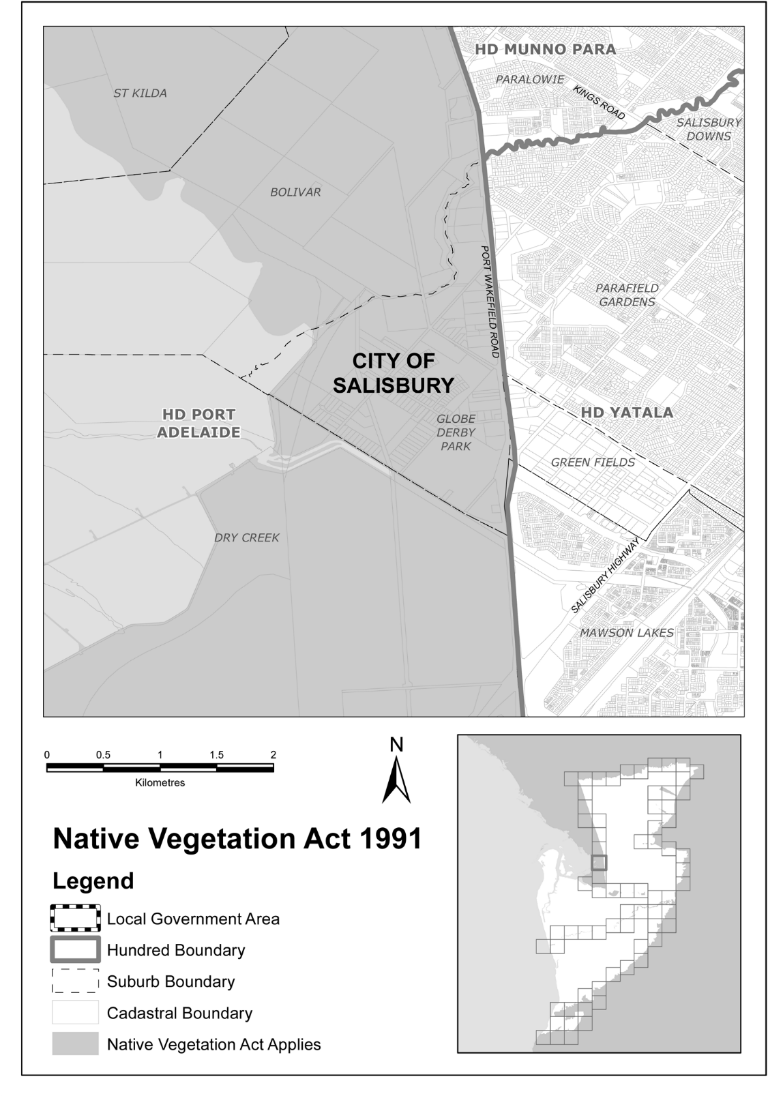 HD MUNNO PARA
PARALOWIE
KINGS ROAD
ST KILDA
SALISBURY
DOWNS
BOLIVAR
PORT WAKEFIELD ROAD
PARAFIELD
GARDENS
CITY OF
SALISBURY
HD PORT
ADELAIDE
GLOBE
DERBY
PARK
HD YATALA
GREEN FIELDS
DRY CREEK
SALISBURY HIGHWAY
MAWSON LAKES
0 0.5 1 1.5 2
Kilometres
N
Native Vegetation Act 1991
Legend
Local Government Area
Hundred Boundary
Suburb Boundary
Cadastral Boundary
Native Vegetation Act Applies